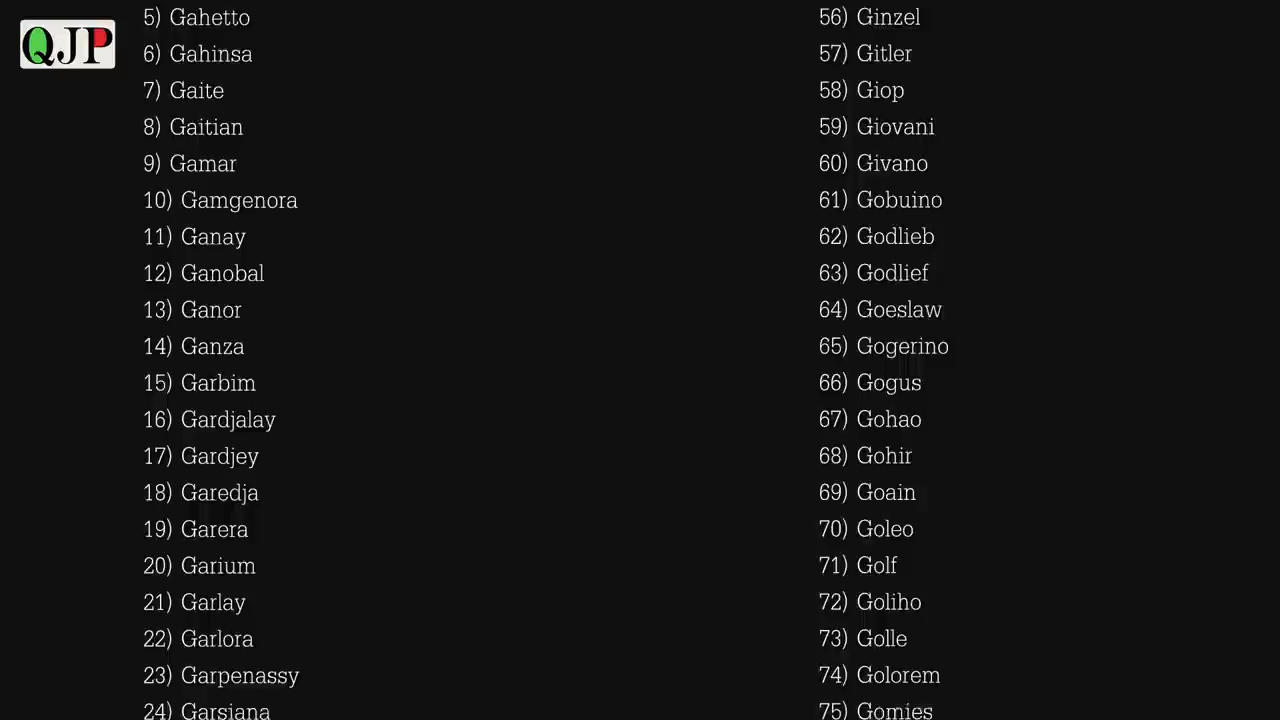 QJP
5) Gahetto
6) Gahinsa
7) Gaite
8) Gaitian
9) Gamar
10) Gamgenora
11) Ganay
12) Ganobal
13) Ganor
14) Ganza
15) Garbim
16) Gardjalay
17) Gardjey
18) Garedja
19) Garera
20) Garium
21) Garlay
22) Garlora
23) Garpenassy
24) Garsiana
56) Ginzel
57) Gitler
58) Giop
59) Giovani
60) Givano
61) Gobuino
62) Godlieb
63) Godlief
64) Goeslaw
65) Gogerino
66) Gogus
67) Gohao
68) Gohir
69) Goain
70) Goleo
71) Golf
72) Goliho
73) Golle
74) Golorem
75) Gomies